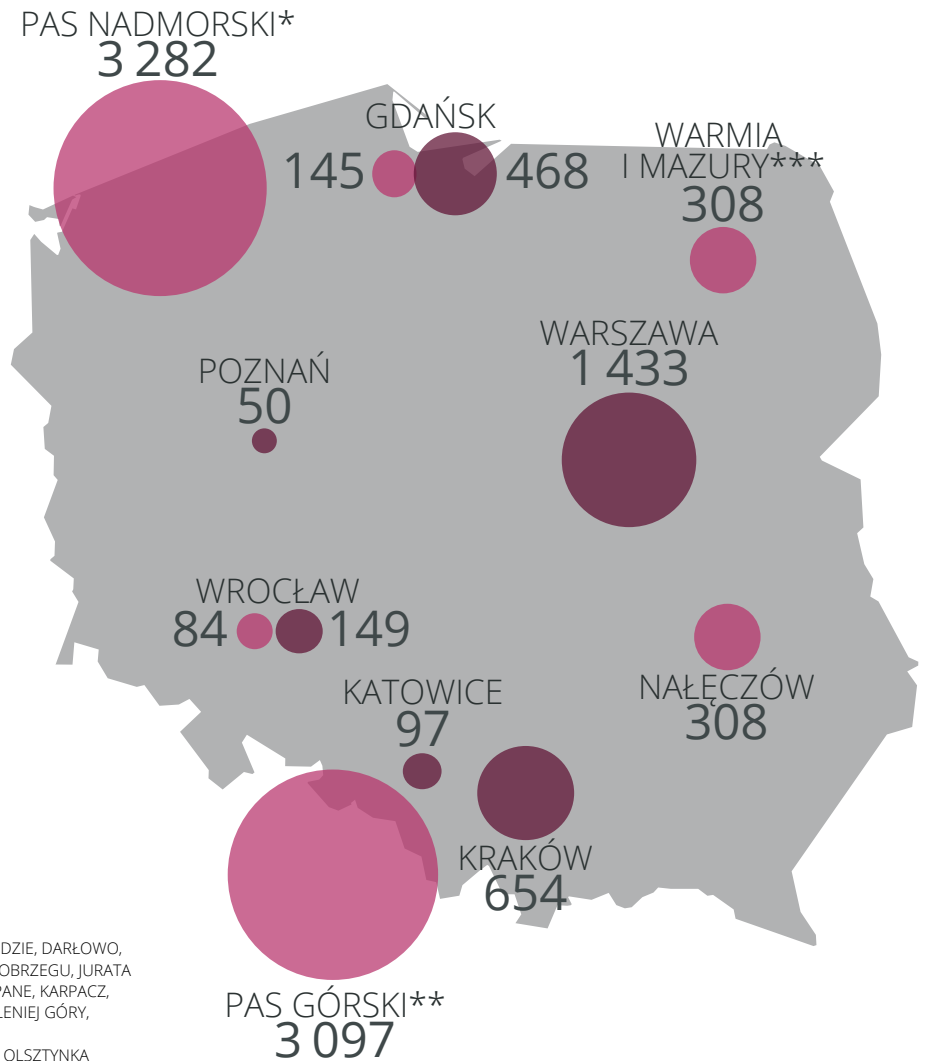 PAS NADMORSKI*
3 282
GDAŃSK
145
468
WARMIA
I MAZURY***
308
WARSZAWA
1 433
POZNAŃ
50
WROCŁAW
84
149
NAŁĘCZÓW
308
KATOWICE
97
KRAKÓW
654
DARŁOWO,
JURATA
KARPACZ,
GÓRY,
OLSZTYNKA
PAS GÓRSKI**
3 097